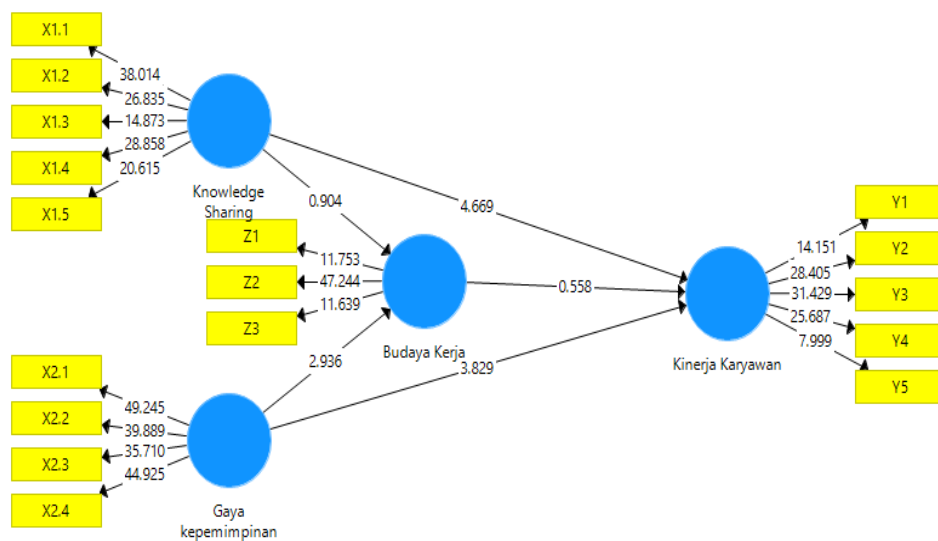 X1.1
X1.2
X1.3
X1.4
X1.5
38.014
26.835
14.873
28.858
20.615
Knowledge
Sharing
0.904
4.669
Z1
Z2
Z3
11.753
47.244
11.639
Budaya Kerja
0.558
2.936
3.829
X2.1
X2.2
X2.3
X2.4
49.245
39.889
35.710
44.925
Gaya
kepemimpinan
Kinerja Karyawan
14.151
28.405
31.429
25.687
7.999
Y1
Y2
Y3
Y4
Y5